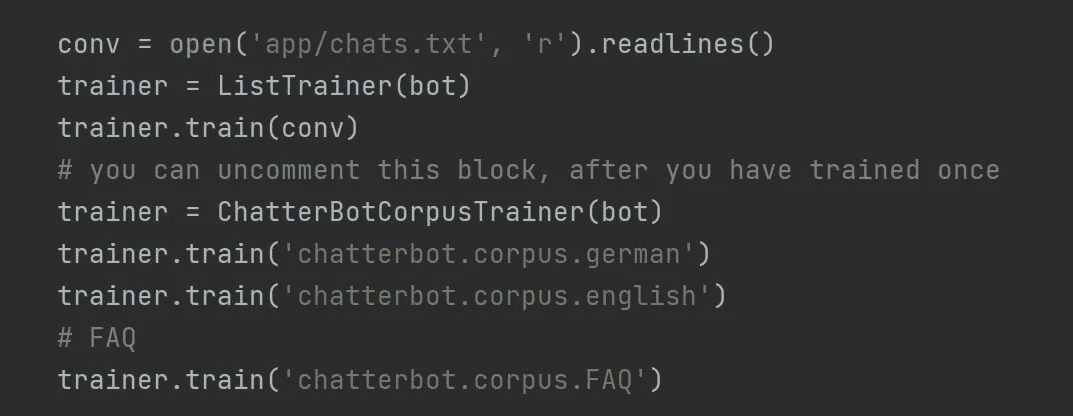 conv = open('app/chats.txt', 'r').readlines()
trainer = ListTrainer(bot)
trainer.train(conv)
# you can uncomment this block, after you have trained once
trainer = ChatterBotCorpusTrainer(bot)
trainer.train('chatterbot.corpus.german')
trainer.train('chatterbot.corpus.english')
# FAQ
trainer.train('chatterbot.corpus.FAQ')